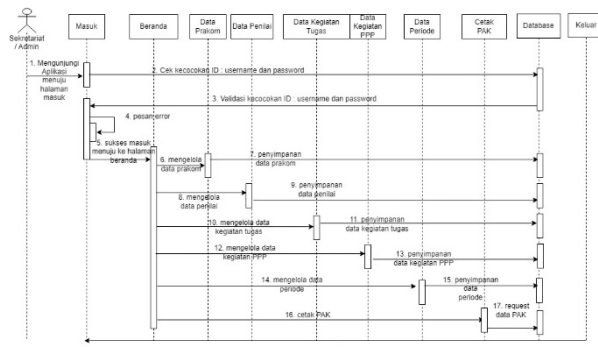 Sekretariat
/ Admin
Masuk
Beranda
Data
Prakom
Data Penilai
Data Kegiatan
Tugas
Data
Kegiatan
PPP
Data
Periode
Cetak
PAK
Database
Keluar
1. Mengunjungi
Aplikasi
menuju
halaman
masuk
2. Cek kecocokan ID : username dan password
3. Validasi kecocokan ID : username dan password
4. pesan error
5. sukses masuk
menuju ke halaman
beranda
6. mengelola
data prakom
7. penyimpanan
data prakom
8. mengelola
data penilai
9. penyimpanan
data penilai
10. mengelola data
kegiatan tugas
11. penyimpanan
data kegiatan tugas
12. mengelola data
kegiatan PPP
13. penyimpanan
data kegiatan PPP
14. mengelola data
periode
15. penyimpanan
data
periode
16. cetak PAK
17. request
data PAK